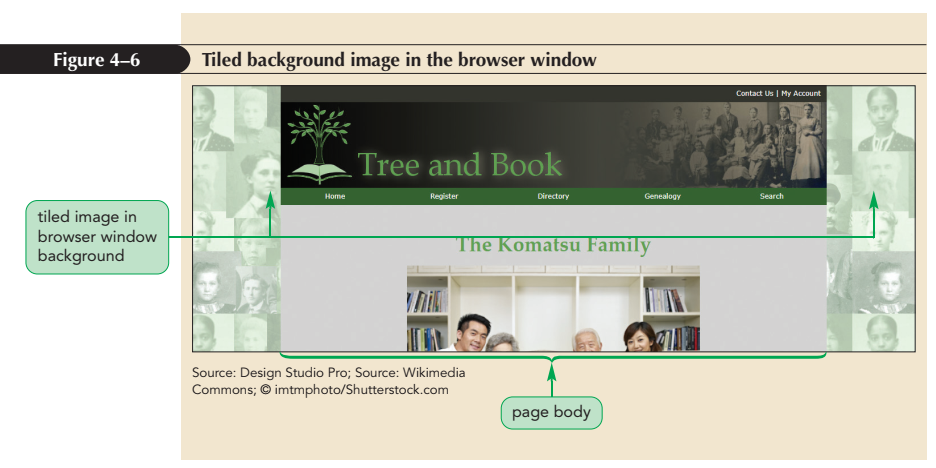 Figure 4–6
Tiled background image in the browser window
Contact Us | My Account
Tree and Book
Home Register Directory Genealogy Search
tiled image in
browser window
background
The Komatsu Family
Source: Design Studio Pro; Source: Wikimedia
Commons; © imtmphoto/Shutterstock.com
page body